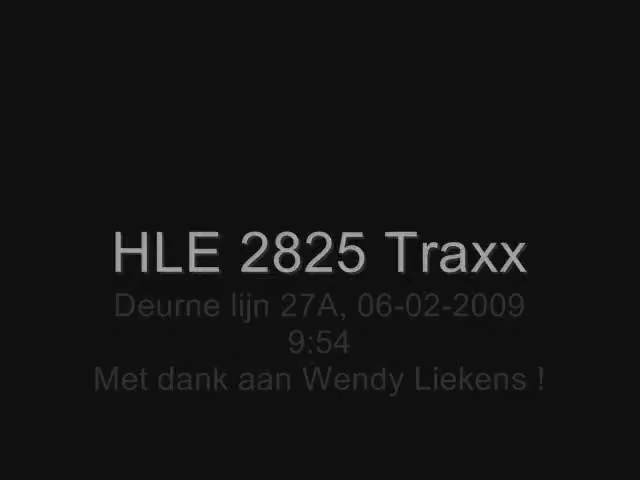 HLE 2825 Traxx
Deurne lijn 27A, 06-02-2009
9:54
Met dank aan Wendy Liekens !